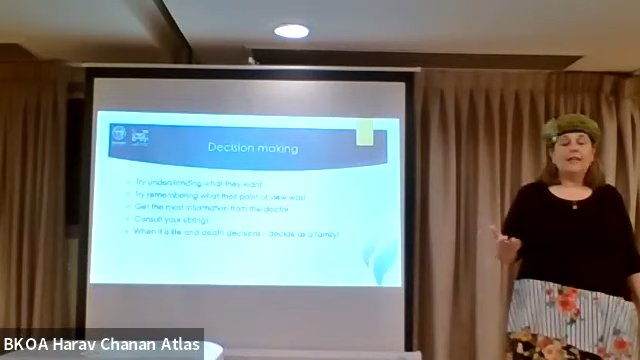 Decision making
Try understanding what they want
Try remembering what their point of view was?
Get the most information from the doctor
Consult your siblings
When it is life and death decisions - decide as a family!
BKOA Harav Chanan Atlas